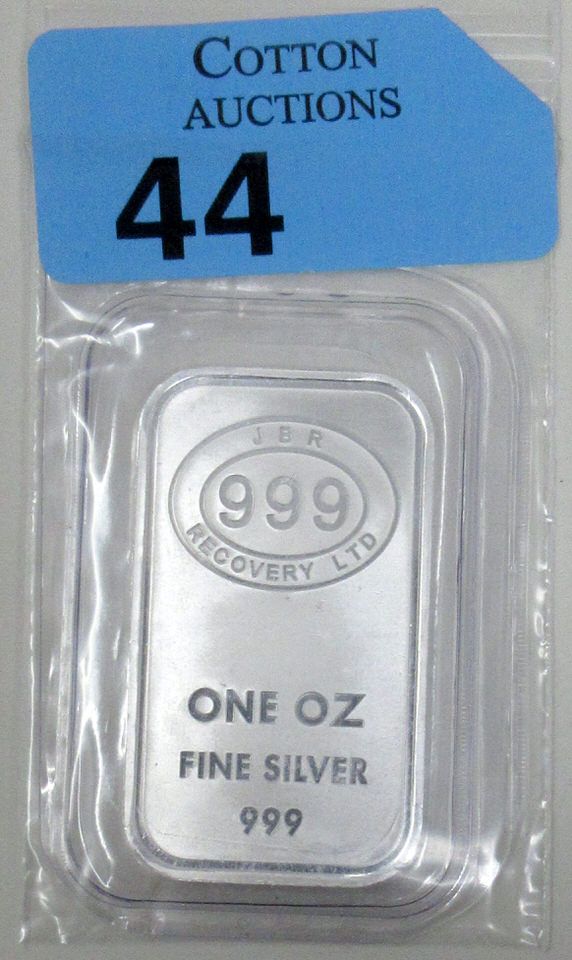 COTTON
AUCTIONS
44
JBR
999
RECOVERY LTD
ONE OZ
FINE SILVER
999